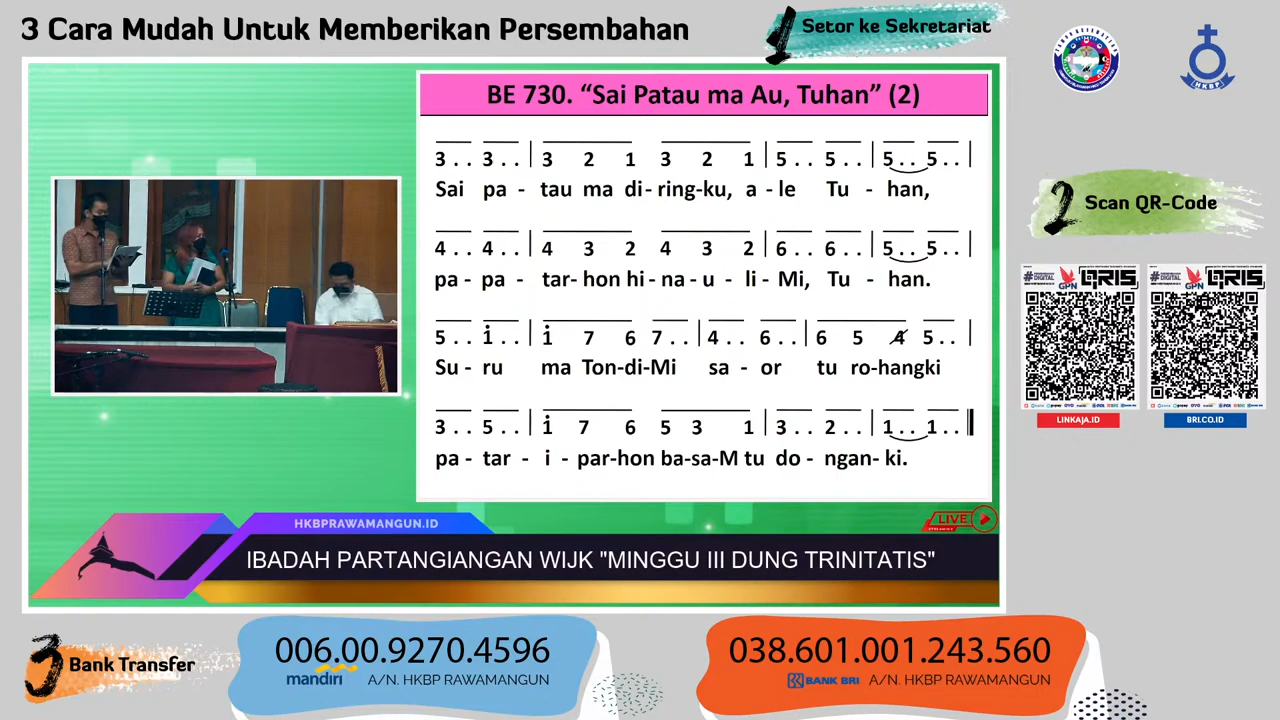 3 Cara Mudah Untuk Memberikan Persembahan
1 Setor ke Sekretariat
HKBP
BE 730. “Sai Patau ma Au, Tuhan” (2)
3 . . 3 . . | 3 2 1 3 2 1 | 5 . . 5 . . | 5 . . 5 . . |
Sai pa - tau ma di - ring-ku, a - le Tu - han,
4 . . 4 . . | 4 3 2 4 3 2 | 6 . . 6 . . | 5 . . 5 . . |
pa - pa - tar- hon hi - na - u - li - Mi, Tu - han.
5 . . i . . | i 7 6 7 . . | 4 . . 6 . . | 6 5 4̸ 5 . . |
Su - ru ma Ton-di-Mi sa - or tu ro-hangki
3 . . 5 . . | i 7 6 5 3 1 | 3 . . 2 . . | 1 . . 1 . . ||
pa - tar - i - par-hon ba-sa-M tu do - ngan- ki.
2 Scan QR-Code
GPN QRIS
GPN QRIS
LINKAJA.ID
BRI.CO.ID
HKBPRAWAMANGUN.ID
LIVE
IBADAH PARTANGIANGAN WIJK "MINGGU III DUNG TRINITATIS"
3 Bank Transfer
006.00.9270.4596
mandiri A/N. HKBP RAWAMANGUN
038.601.001.243.560
BANK BRI A/N. HKBP RAWAMANGUN